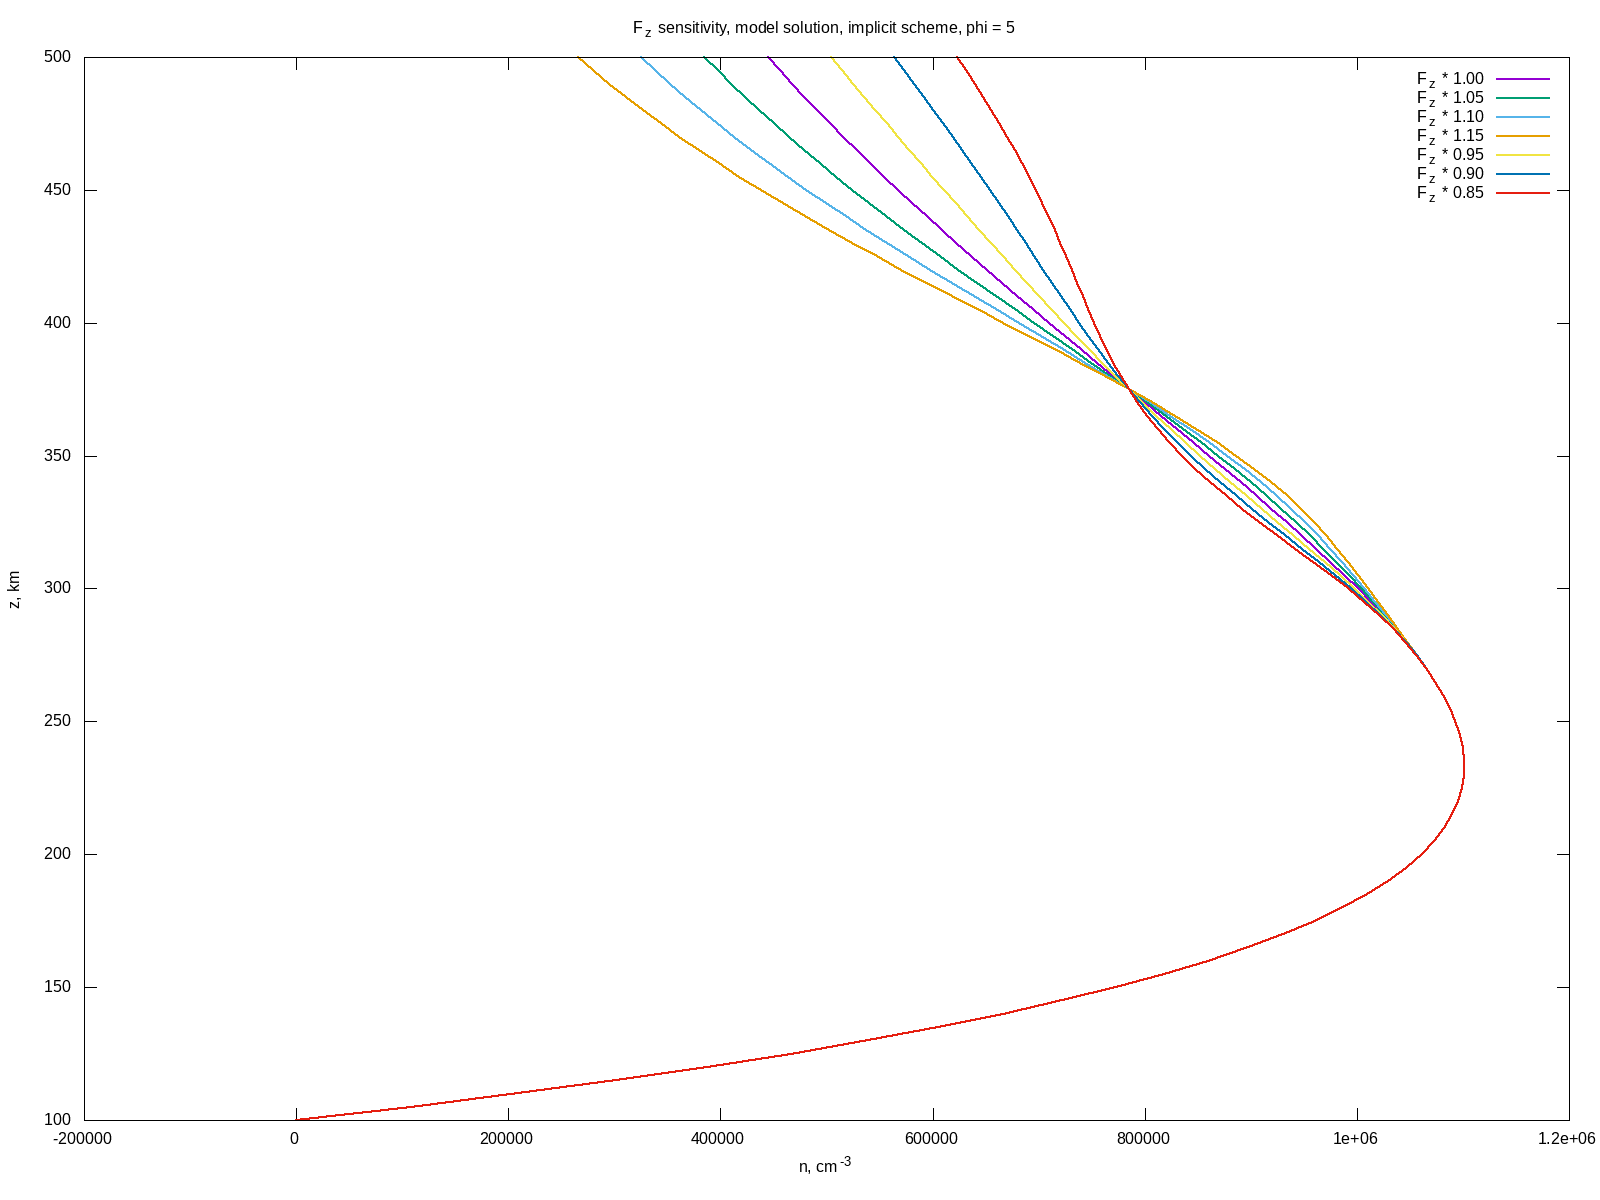 F z sensitivity, model solution, implicit scheme, phi = 5
500
450
400
350
300
250
200
150
100
z, km
F z * 1.00
F z * 1.05
F z * 1.10
F z * 1.15
F z * 0.95
F z * 0.90
F z * 0.85
-200000 0 200000 400000 600000 800000 1e+06 1.2e+06
n, cm -3